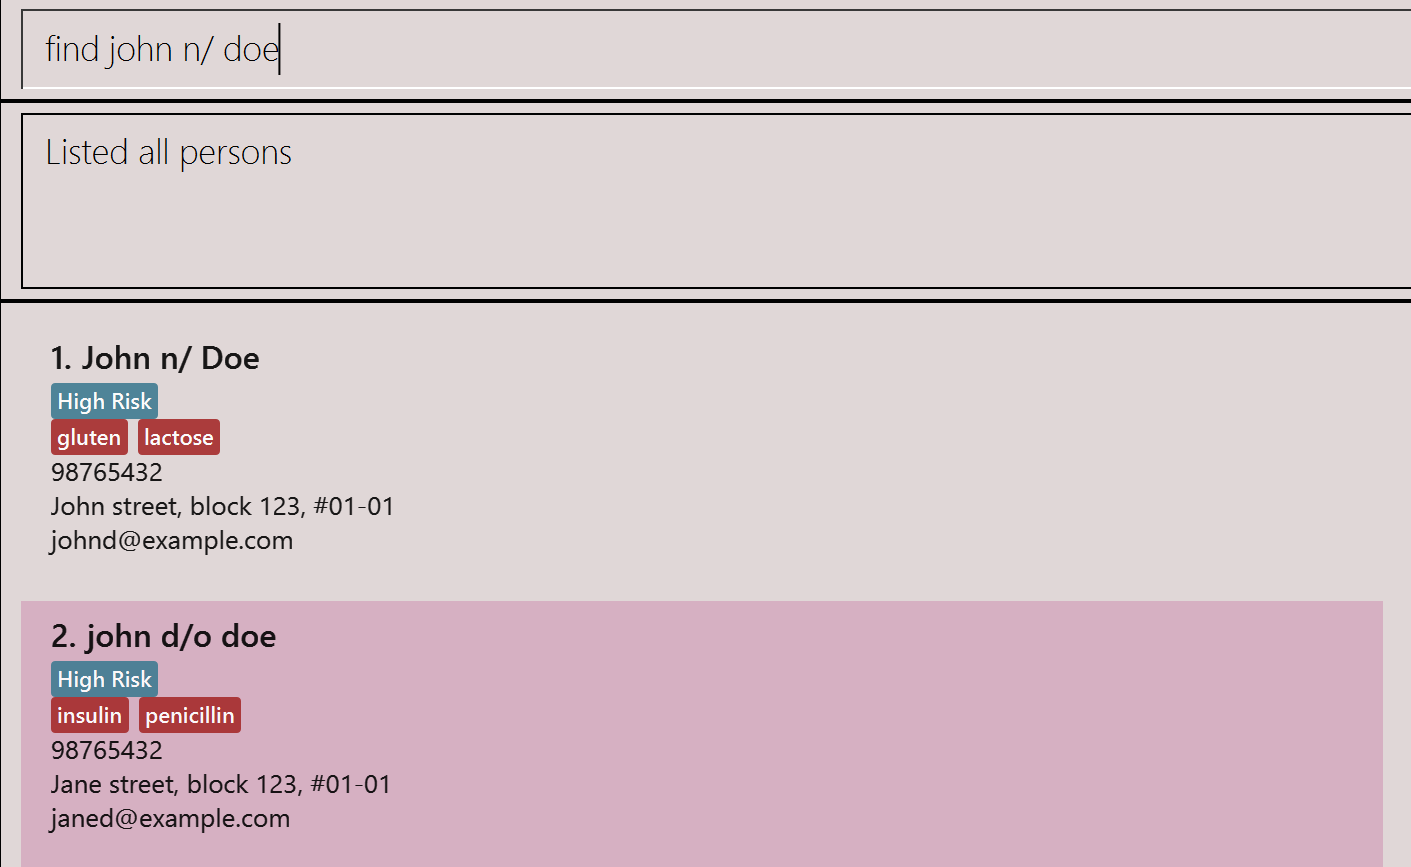 find john n/ doe
Listed all persons
1. John n/ Doe
High Risk
gluten lactose
98765432
John street, block 123, #01-01
johnd@example.com
2. john d/o doe
High Risk
insulin penicillin
98765432
Jane street, block 123, #01-01
janed@example.com